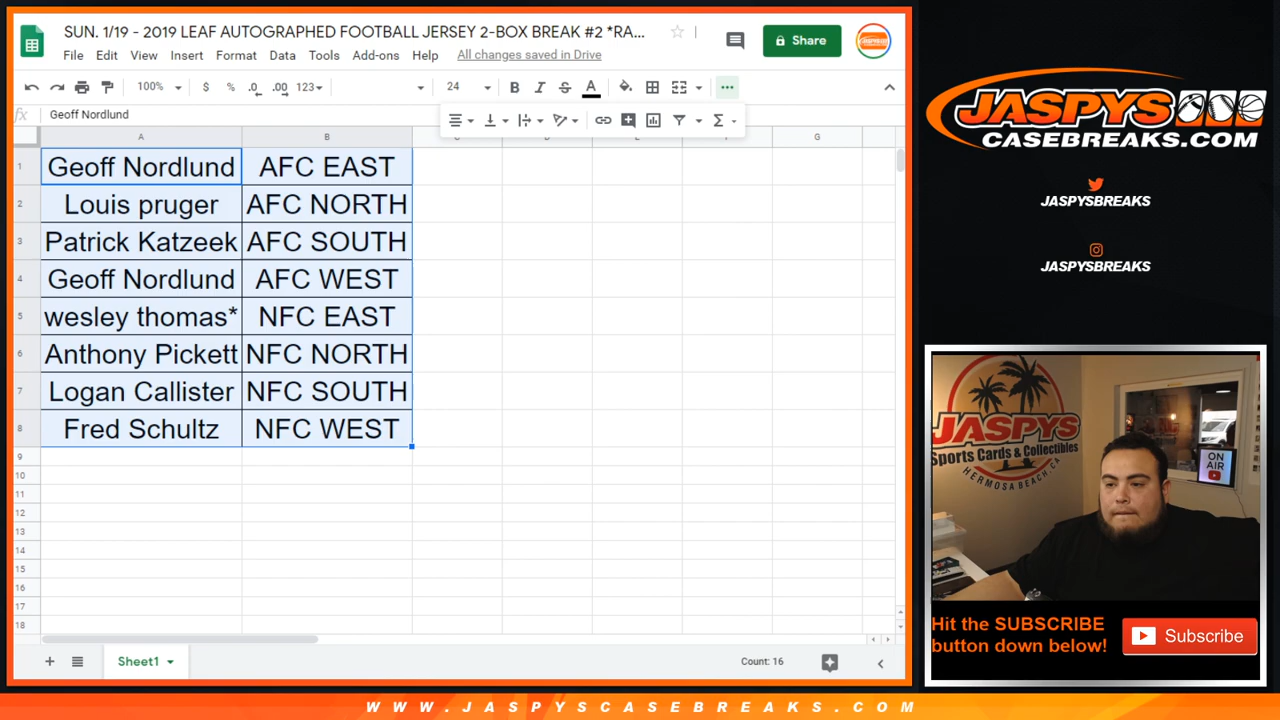 SUN. 1/19 - 2019 LEAF AUTOGRAPHED FOOTBALL JERSEY 2-BOX BREAK #2 *RA...
Share
File Edit View Insert Format Data Tools Add-ons Help All changes saved in Drive
100% $ % .0 .00 123 24 B I S A
fx Geoff Nordlund
A B G
1 Geoff Nordlund AFC EAST
2 Louis pruger AFC NORTH
3 Patrick Katzeek AFC SOUTH
4 Geoff Nordlund AFC WEST
5 wesley thomas* NFC EAST
6 Anthony Pickett NFC NORTH
7 Logan Callister NFC SOUTH
8 Fred Schultz NFC WEST
9
10
11
12
13
14
15
16
17
18
Sheet1 Count: 16
JASPYS
CASEBREAKS.COM
JASPYSBREAKS
JASPYSBREAKS
JASPYS
Sports Cards & Collectibles
HERMOSA BEACH, CA
ON
AIR
Hit the SUBSCRIBE
button down below!
Subscribe
WWW.JASPYSCASEBREAKS.COM